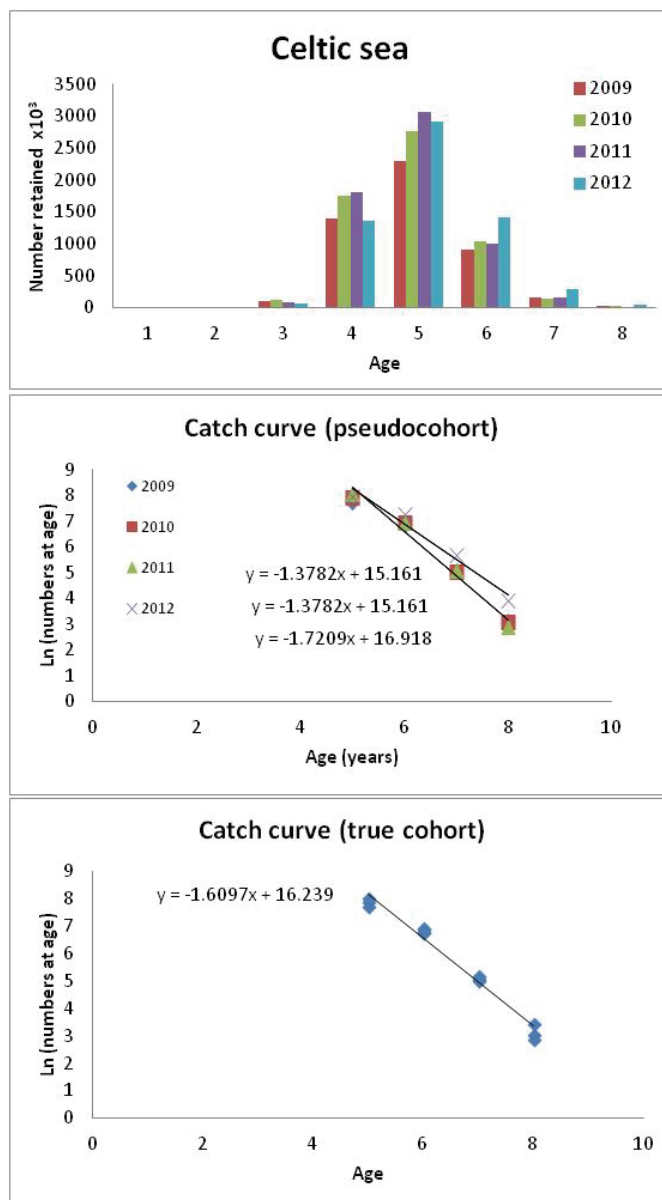 Celtic sea
3500
3000
2500
2000
1500
1000
500
0
Number retained x10³
2009
2010
2011
2012
1 2 3 4 5 6 7 8
Age
Catch curve (pseudocohort)
9
8
7
6
5
4
3
2
1
0
Ln (numbers at age)
2009
2010
2011
2012
y = -1.3782x + 15.161
y = -1.3782x + 15.161
y = -1.7209x + 16.918
0 2 4 6 8 10
Age (years)
Catch curve (true cohort)
9
8
7
6
5
4
3
2
1
0
Ln (numbers at age)
y = -1.6097x + 16.239
0 2 4 6 8 10
Age